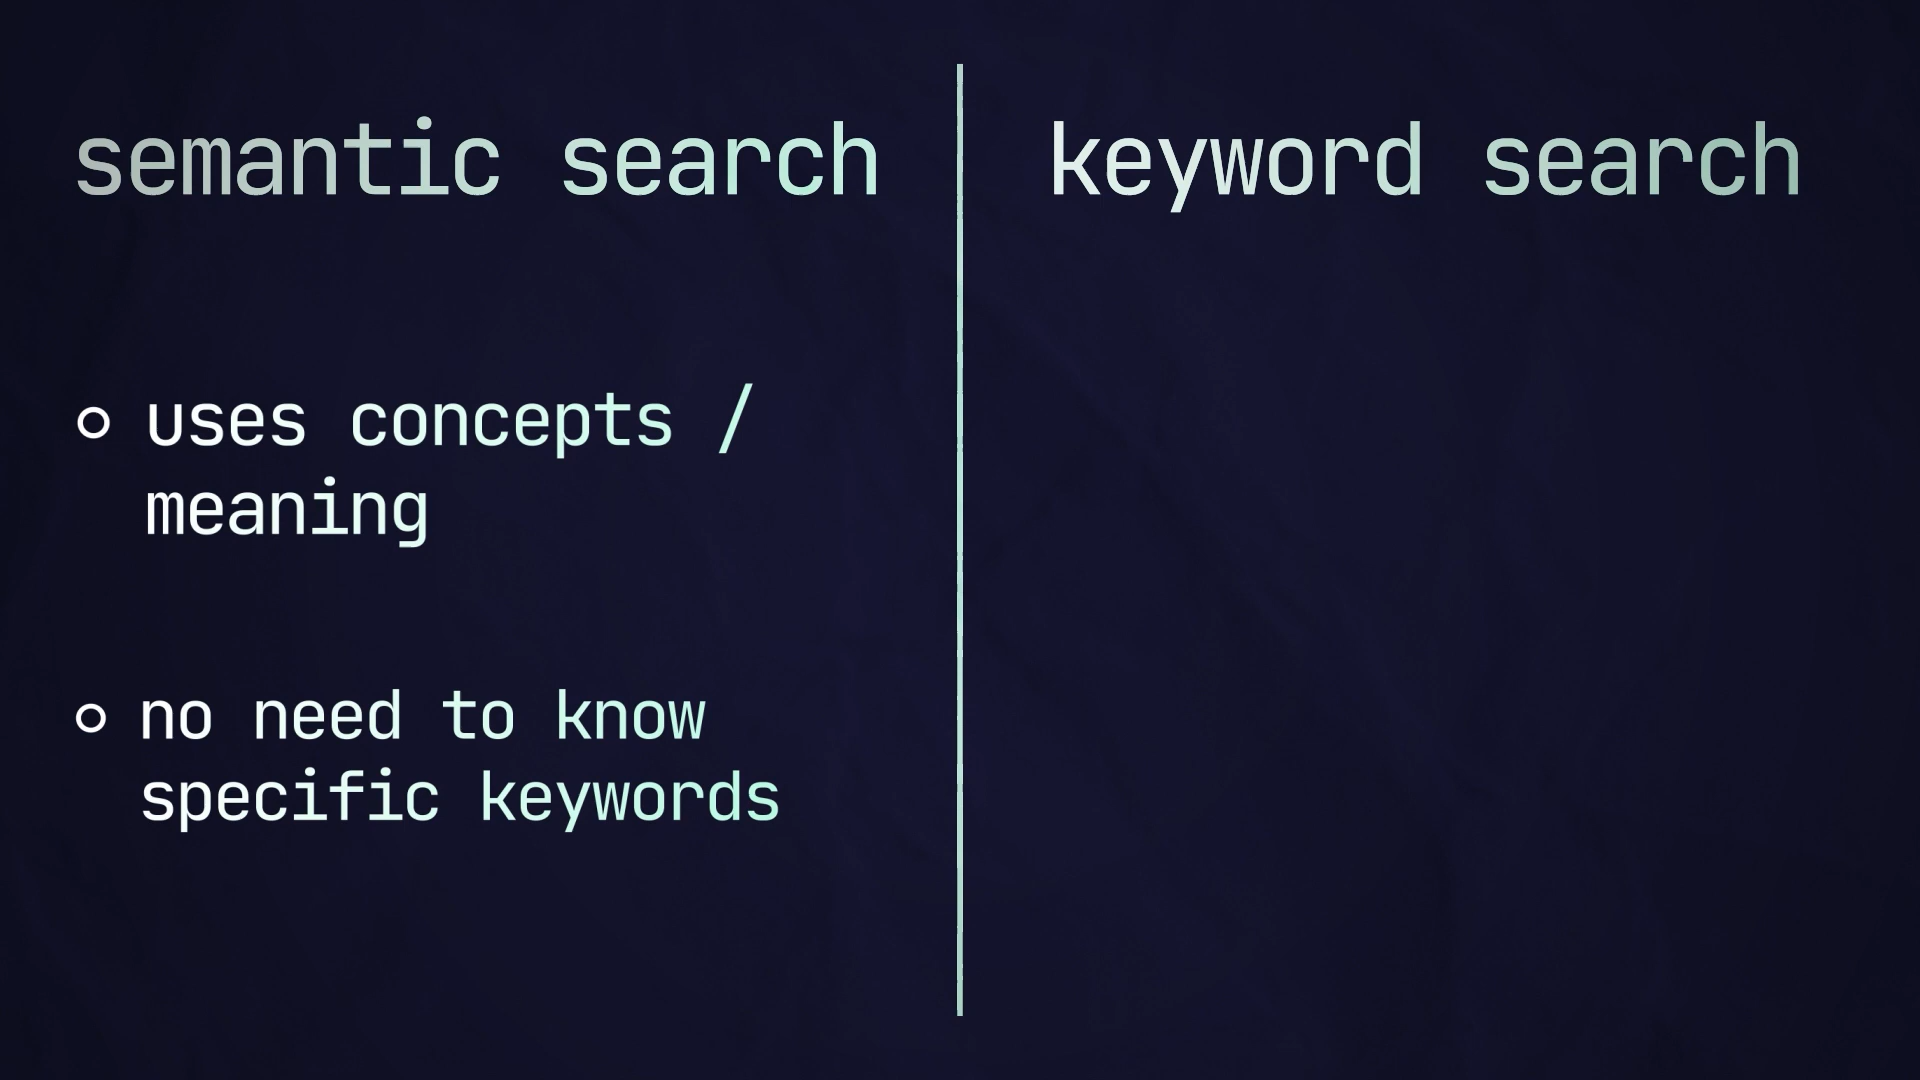 semantic search
uses concepts /
meaning
no need to know
specific keywords
keyword search